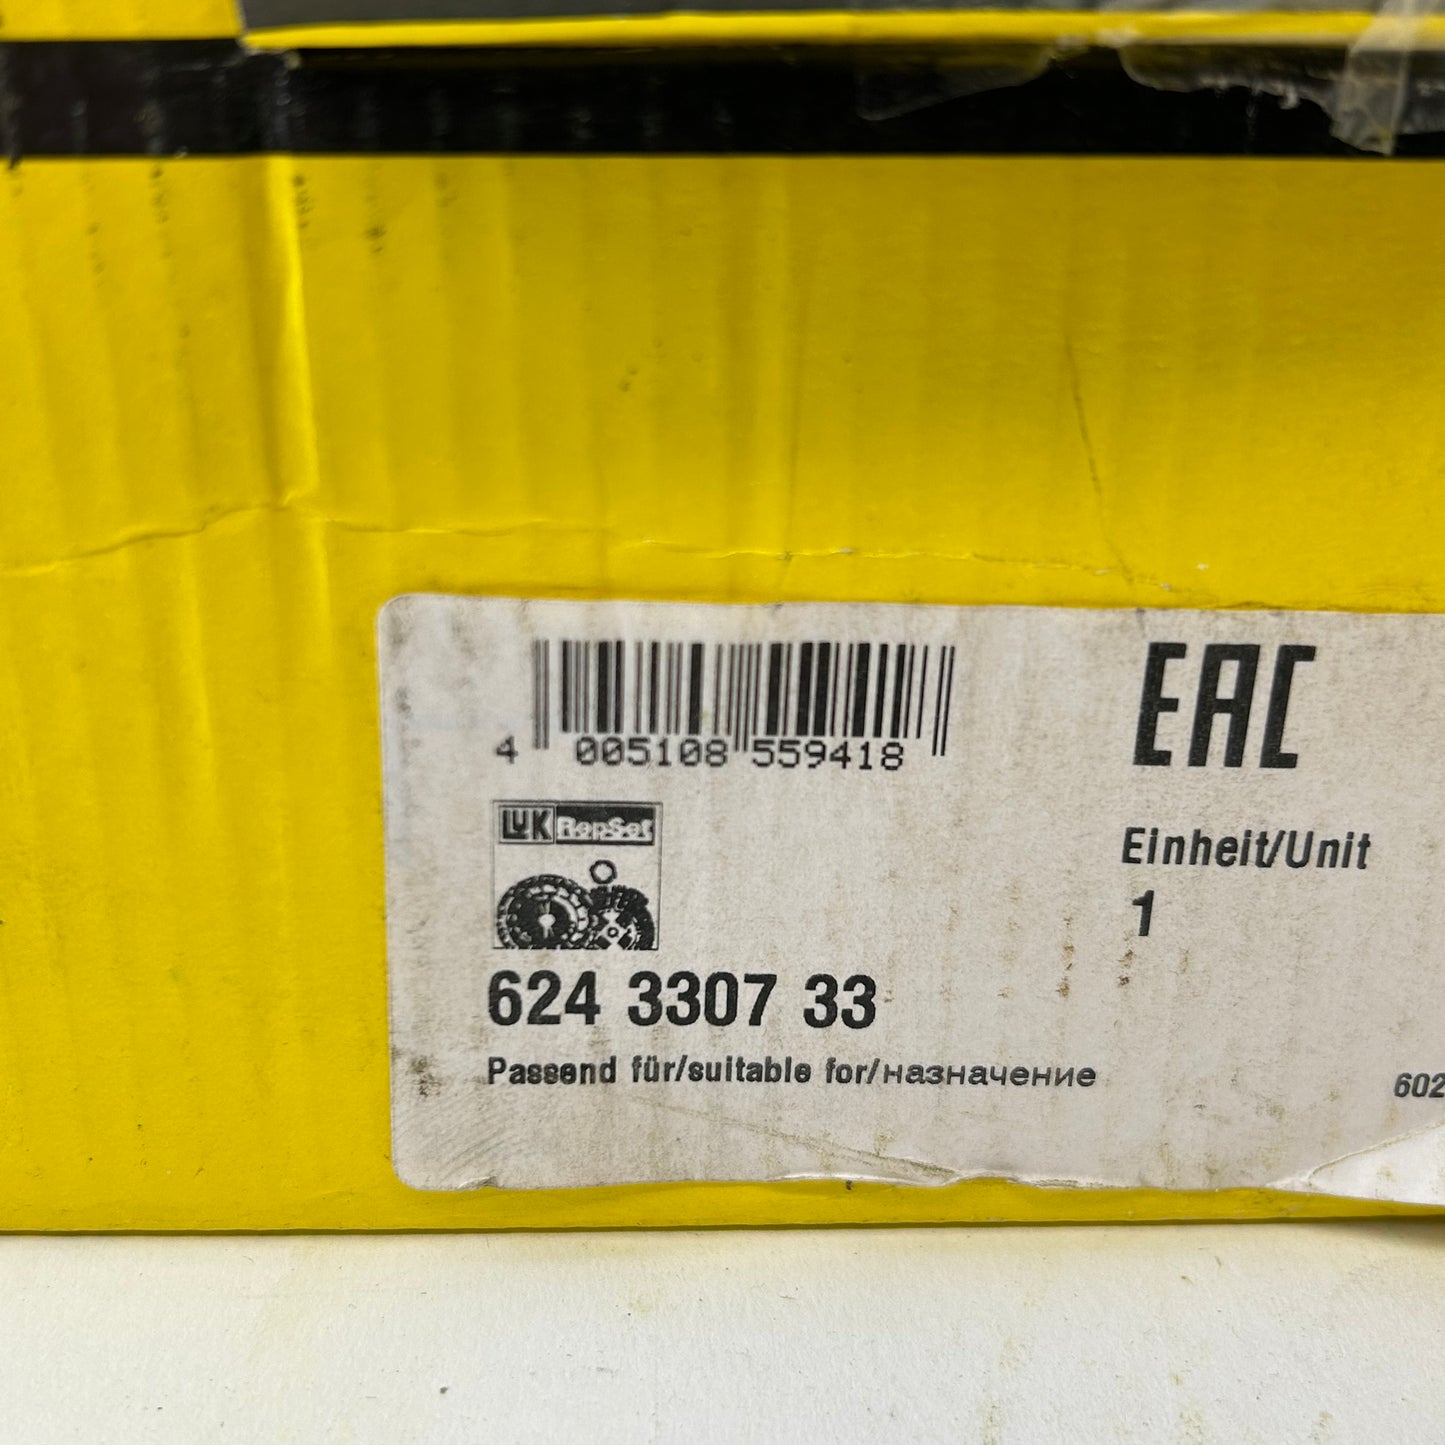 4 005108 559418
EAC
LUK RepSet
Einheit/Unit
1
624 3307 33
Passend für/suitable for/назначение
602